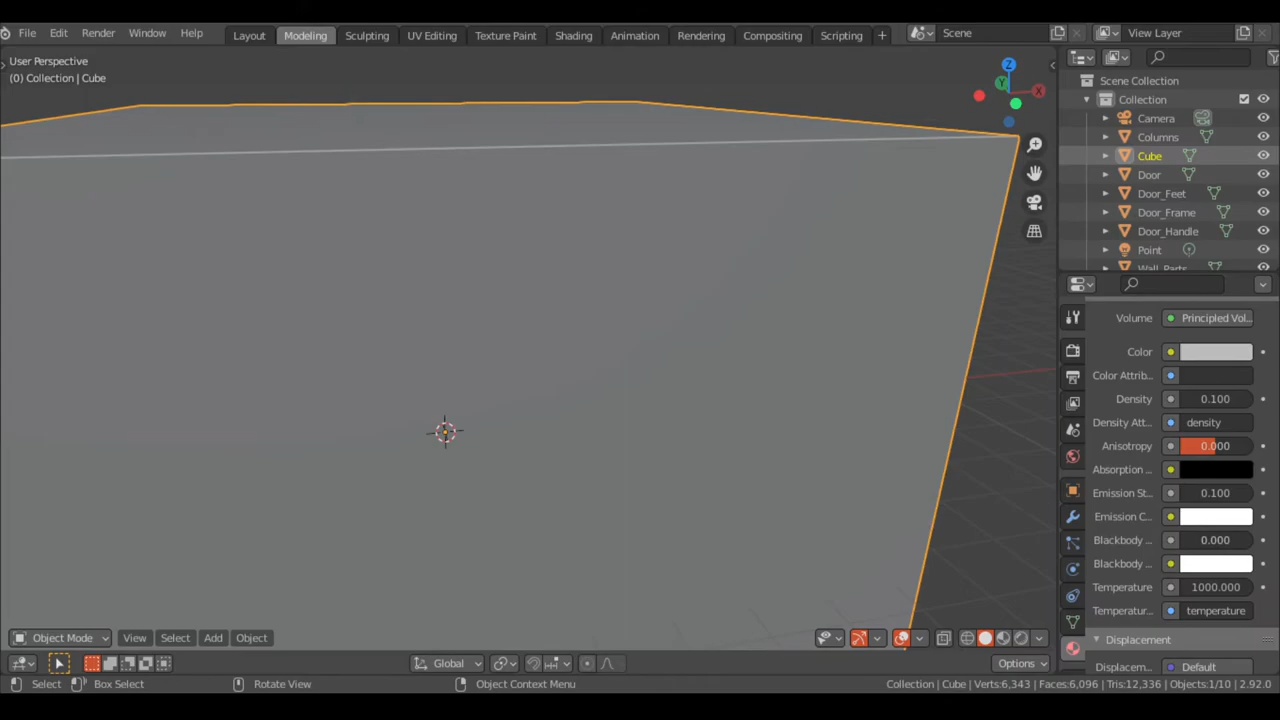 File Edit Render Window Help Layout Modeling Sculpting UV Editing Texture Paint Shading Animation Rendering Compositing Scripting + Scene View Layer
User Perspective
(0) Collection | Cube
Z
Y
X
Scene Collection
Collection
Camera
Columns
Cube
Door
Door_Feet
Door_Frame
Door_Handle
Point
Wall_Parts
Volume Principled Vol...
Color
Color Attrib...
Density 0.100
Density Att... density
Anisotropy 0.000
Absorption ...
Emission St... 0.100
Emission C...
Blackbody ... 0.000
Blackbody ...
Temperature 1000.000
Temperatur... temperature
Displacement
Displacem... Default
Object Mode View Select Add Object
Global Options
Select Box Select Rotate View Object Context Menu Collection | Cube | Verts:6,343 | Faces:6,096 | Tris:12,336 | Objects:1/10 | 2.92.0